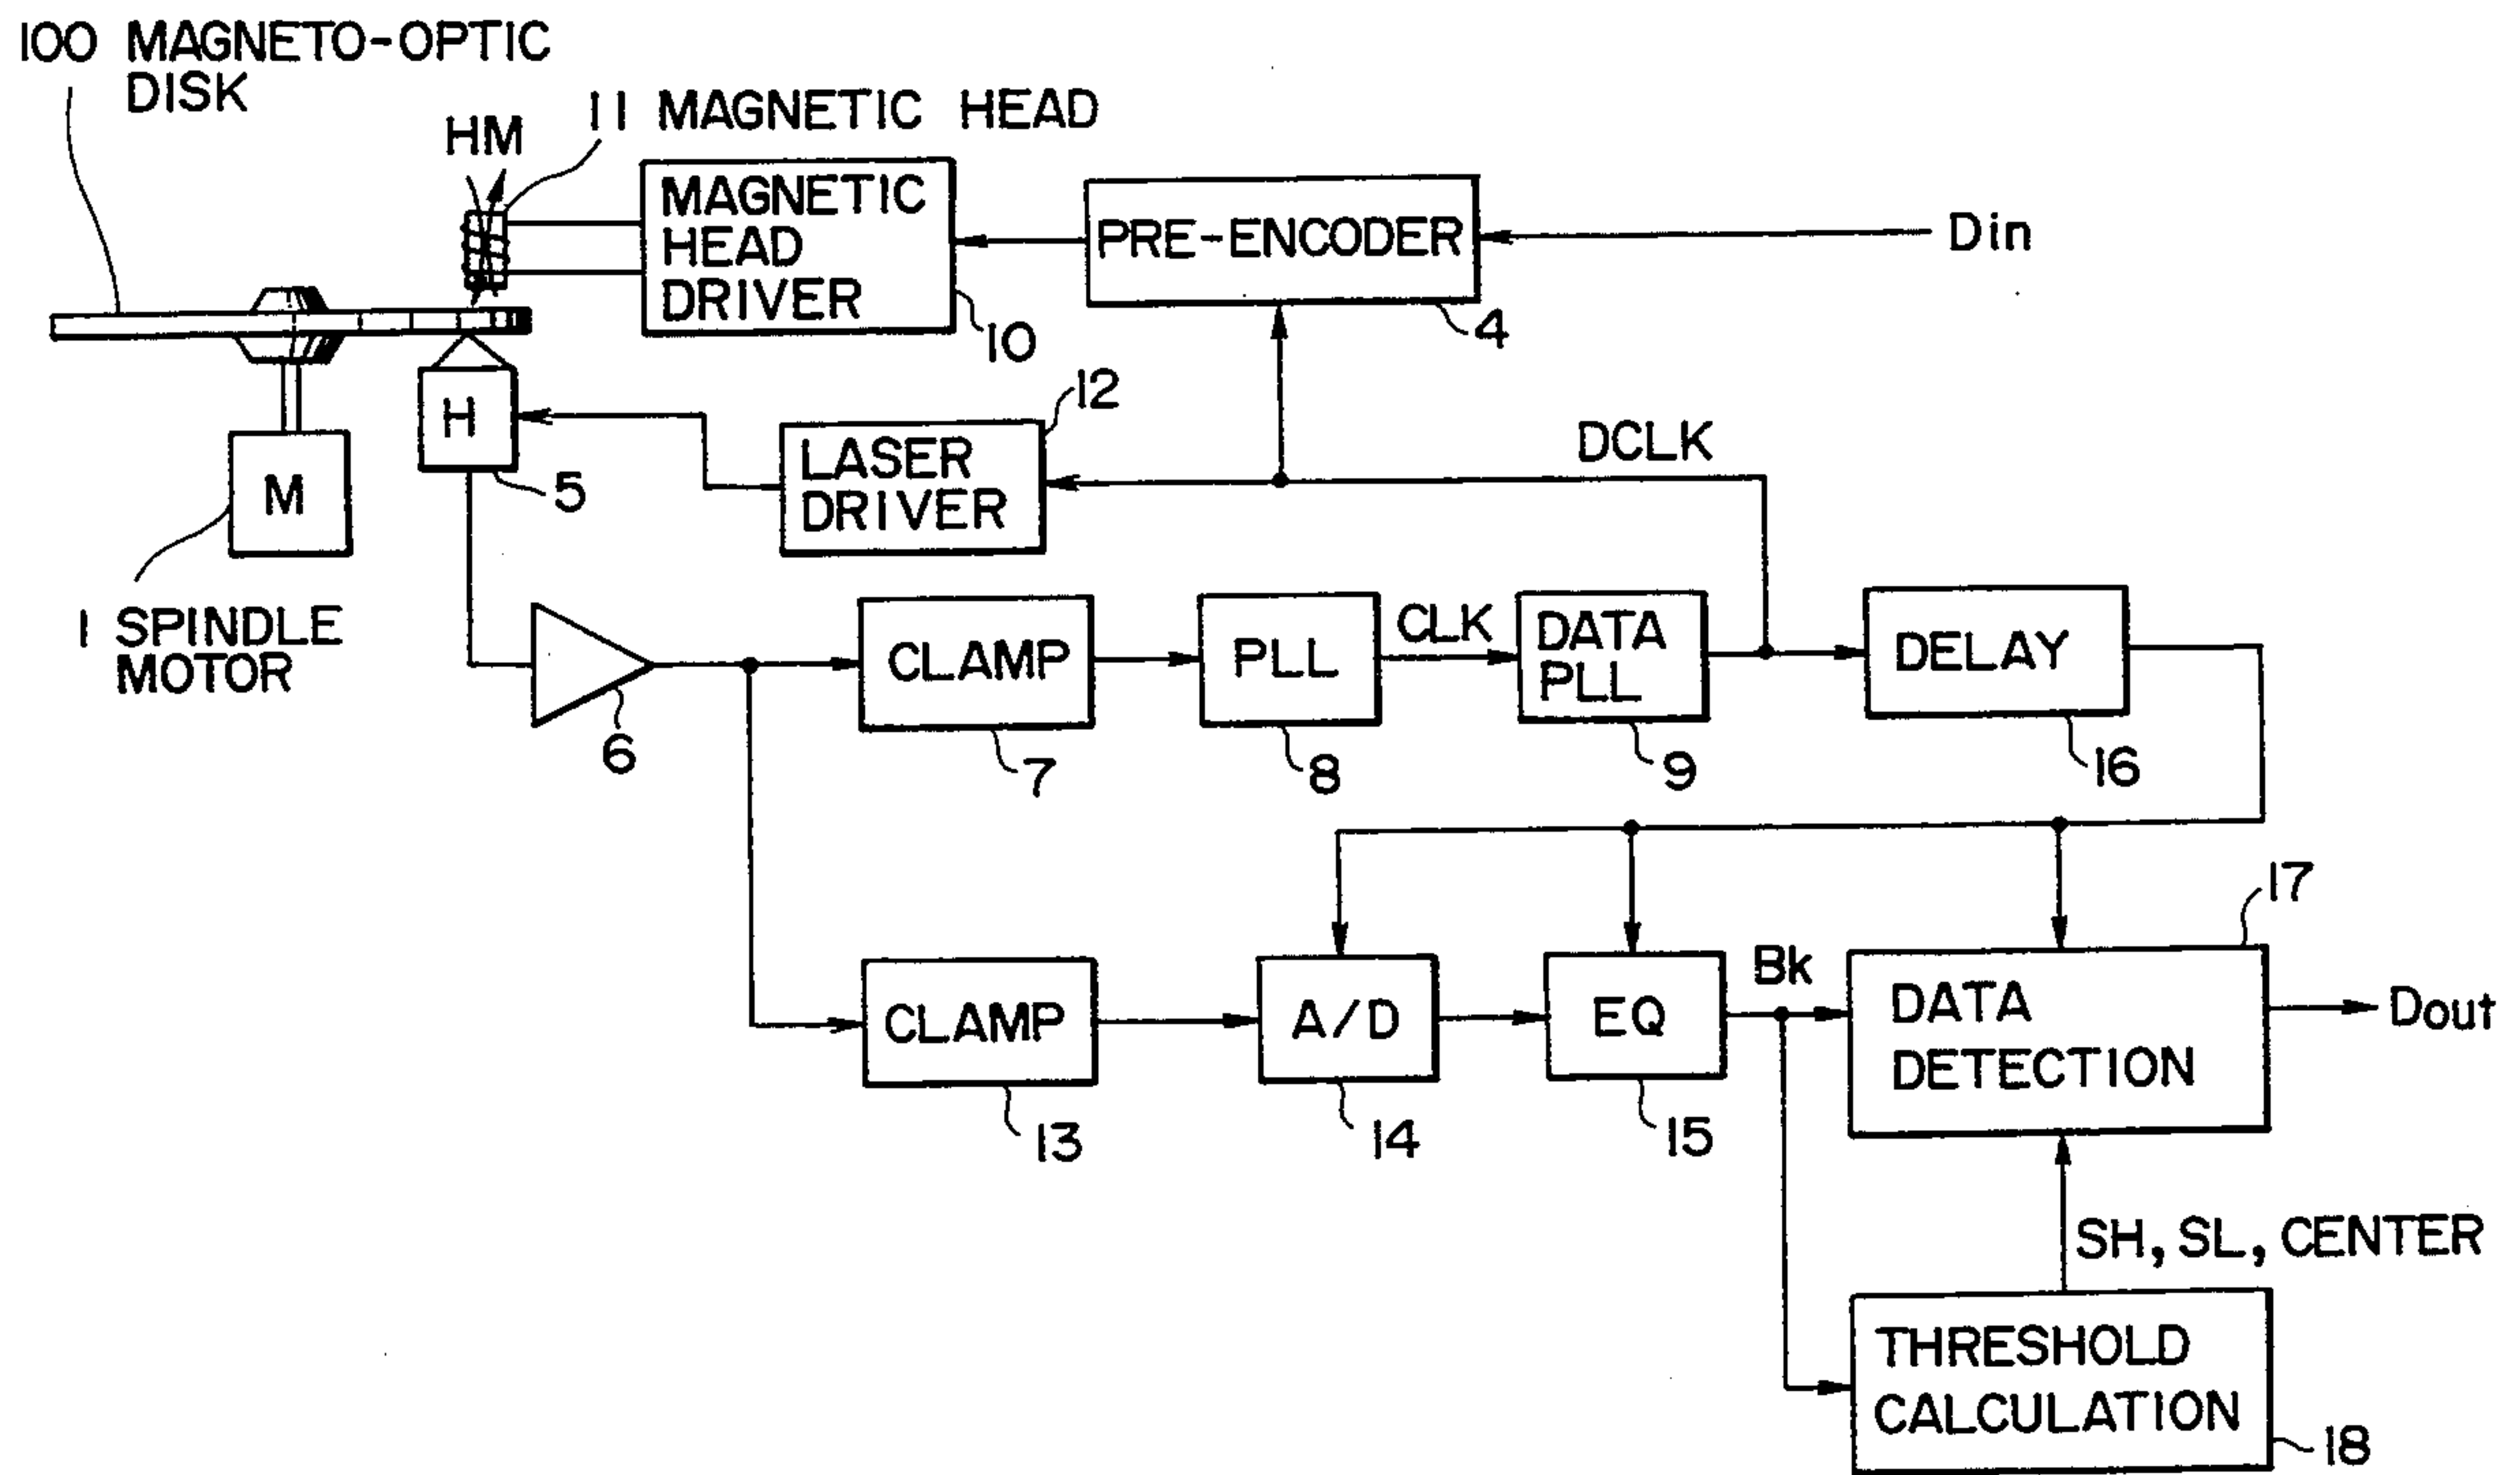 100 MAGNETO-OPTIC
DISK
HM
11 MAGNETIC HEAD
MAGNETIC
HEAD
DRIVER
10
PRE-ENCODER
4
Din
H
5
M
1 SPINDLE
MOTOR
LASER
DRIVER
12
DCLK
6
CLAMP
7
PLL
8
CLK
DATA
PLL
9
DELAY
16
CLAMP
13
A/D
14
EQ
15
Bk
DATA
DETECTION
17
Dout
SH, SL, CENTER
THRESHOLD
CALCULATION
18